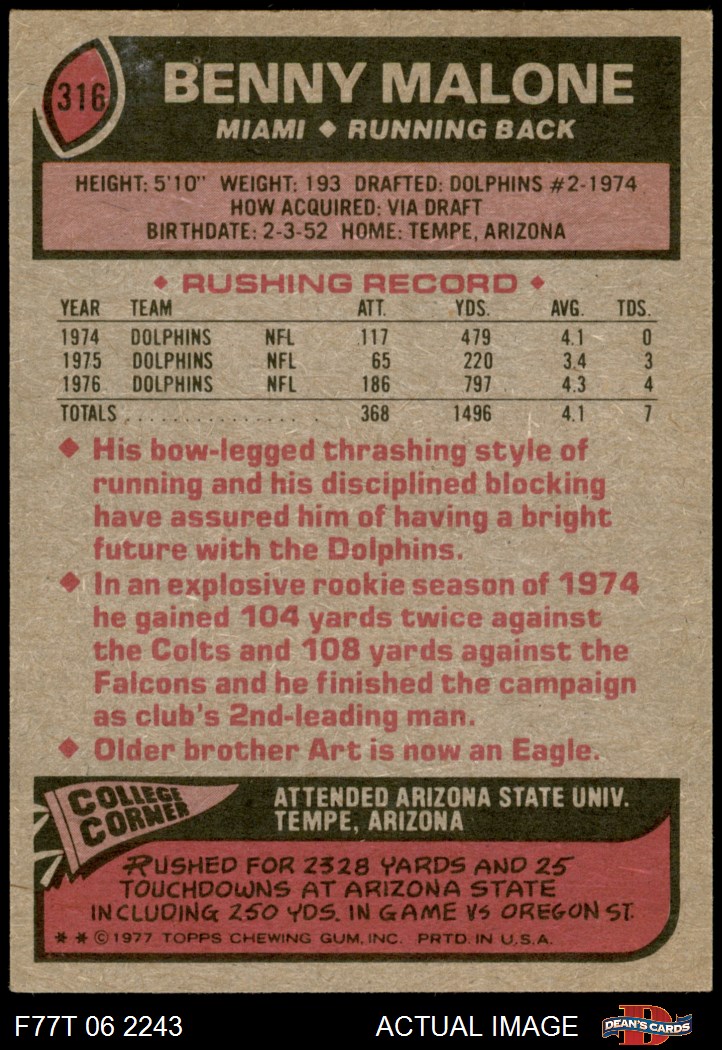 316
BENNY MALONE
MIAMI ◆ RUNNING BACK
HEIGHT: 5'10" WEIGHT: 193 DRAFTED: DOLPHINS #2-1974
HOW ACQUIRED: VIA DRAFT
BIRTHDATE: 2-3-52 HOME: TEMPE, ARIZONA
◆ RUSHING RECORD ◆
YEAR TEAM ATT. YDS. AVG. TDS.
1974 DOLPHINS NFL 117 479 4.1 0
1975 DOLPHINS NFL 65 220 3.4 3
1976 DOLPHINS NFL 186 797 4.3 4
TOTALS . . . . . . . . . . . . . . . . 368 1496 4.1 7
◆ His bow-legged thrashing style of
running and his disciplined blocking
have assured him of having a bright
future with the Dolphins.
◆ In an explosive rookie season of 1974
he gained 104 yards twice against
the Colts and 108 yards against the
Falcons and he finished the campaign
as club's 2nd-leading man.
◆ Older brother Art is now an Eagle.
COLLEGE
CORNER
ATTENDED ARIZONA STATE UNIV.
TEMPE, ARIZONA
RUSHED FOR 2328 YARDS AND 25
TOUCHDOWNS AT ARIZONA STATE
INCLUDING 250 YDS. IN GAME VS OREGON ST.
* * © 1977 TOPPS CHEWING GUM, INC. PRTD. IN U.S.A.
F77T 06 2243 ACTUAL IMAGE
D
DEAN'S CARDS